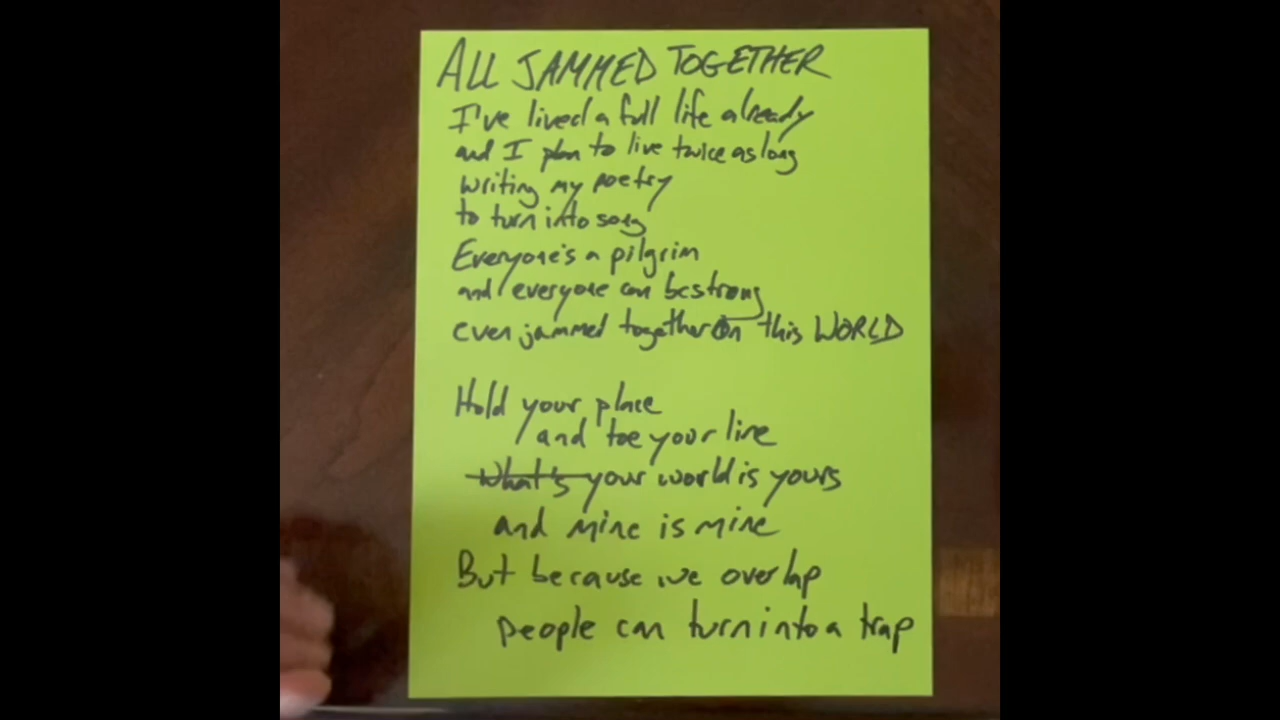 ALL JAMMED TOGETHER
I've lived a full life already
and I plan to live twice as long
writing my poetry
to turn into song
Everyone's a pilgrim
and everyone can be strong
even jammed together on this WORLD
Hold your place
and toe your line
What's your world is yours
and mine is mine
But because we overlap
people can turn into a trap